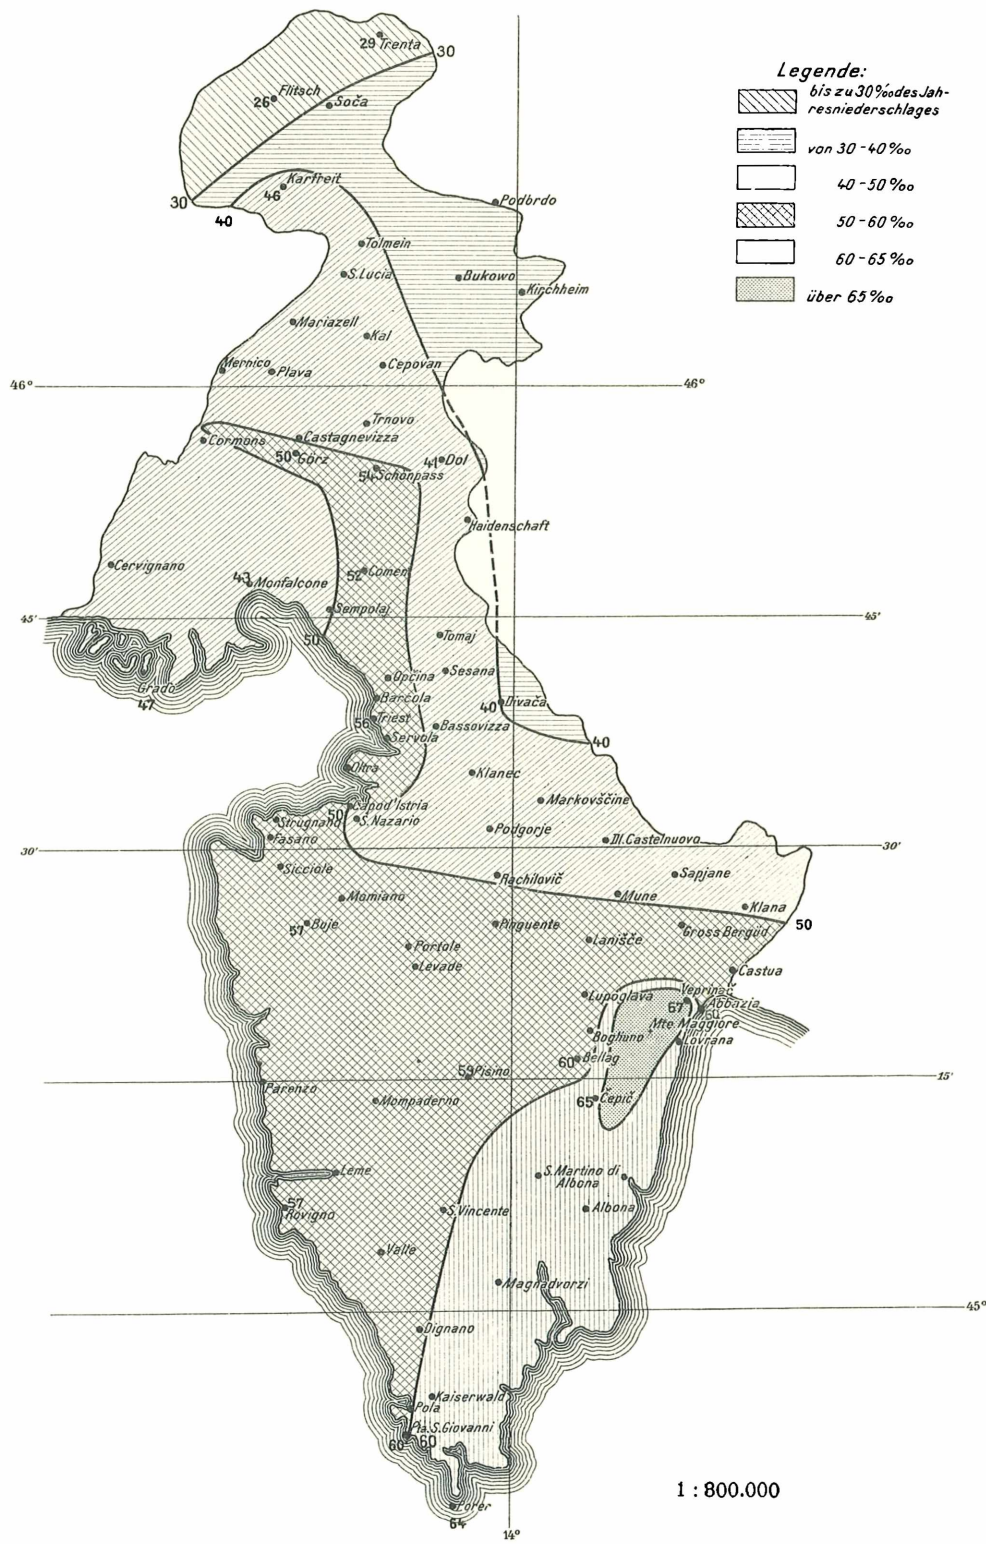 29 Trenta
30
Legende:
bis zu 30‰ des Jah-
resniederschlages
von 30-40‰
40-50‰
50-60‰
60-65‰
über 65‰
Flitsch
26
Soča
30
40
Karfreit
46
Podbrdo
Tolmein
S.Lucia
Bukowo
Kirchheim
Mariazell
Kal
Mernico
Plava
Cepovan
46°
46°
Trnovo
Cormons
Castagnevizza
50 Görz
41 Dol
54 Schönpass
Haidenschaft
Cervignano
52 Comen
43 Monfalcone
Sempolaj
45'
45'
50
Tomaj
Grado
47
Opčina
Sesana
Barcola
40 Divača
56 Triest
Bassovizza
Servola
40
Oltra
Klanec
Capod'Istria
50
Markovščine
Strugnano
S.Nazario
Podgorje
Fasano
Ill.Castelnuovo
30'
30'
Sicciole
Rachilovič
Sapjane
Momiano
Mune
Klana
57 Buje
Pinguente
Gross Bergud
50
Portole
Lanišče
Levade
Castua
Lupoglava
Veprinec
67
Abbazia
60
Mte.Maggiore
Bogliuno
Lovrana
60 Bellag
59 Pisino
15'
Parenzo
Mompaderno
65 Čepič
Leme
S.Martino di
Albona
57
Rovigno
S.Vincente
Albona
Valle
Magnadvorzi
45°
Dignano
Kaiserwald
Pola
Pta.S.Giovanni
60 60
1 : 800.000
Porer
64
14°